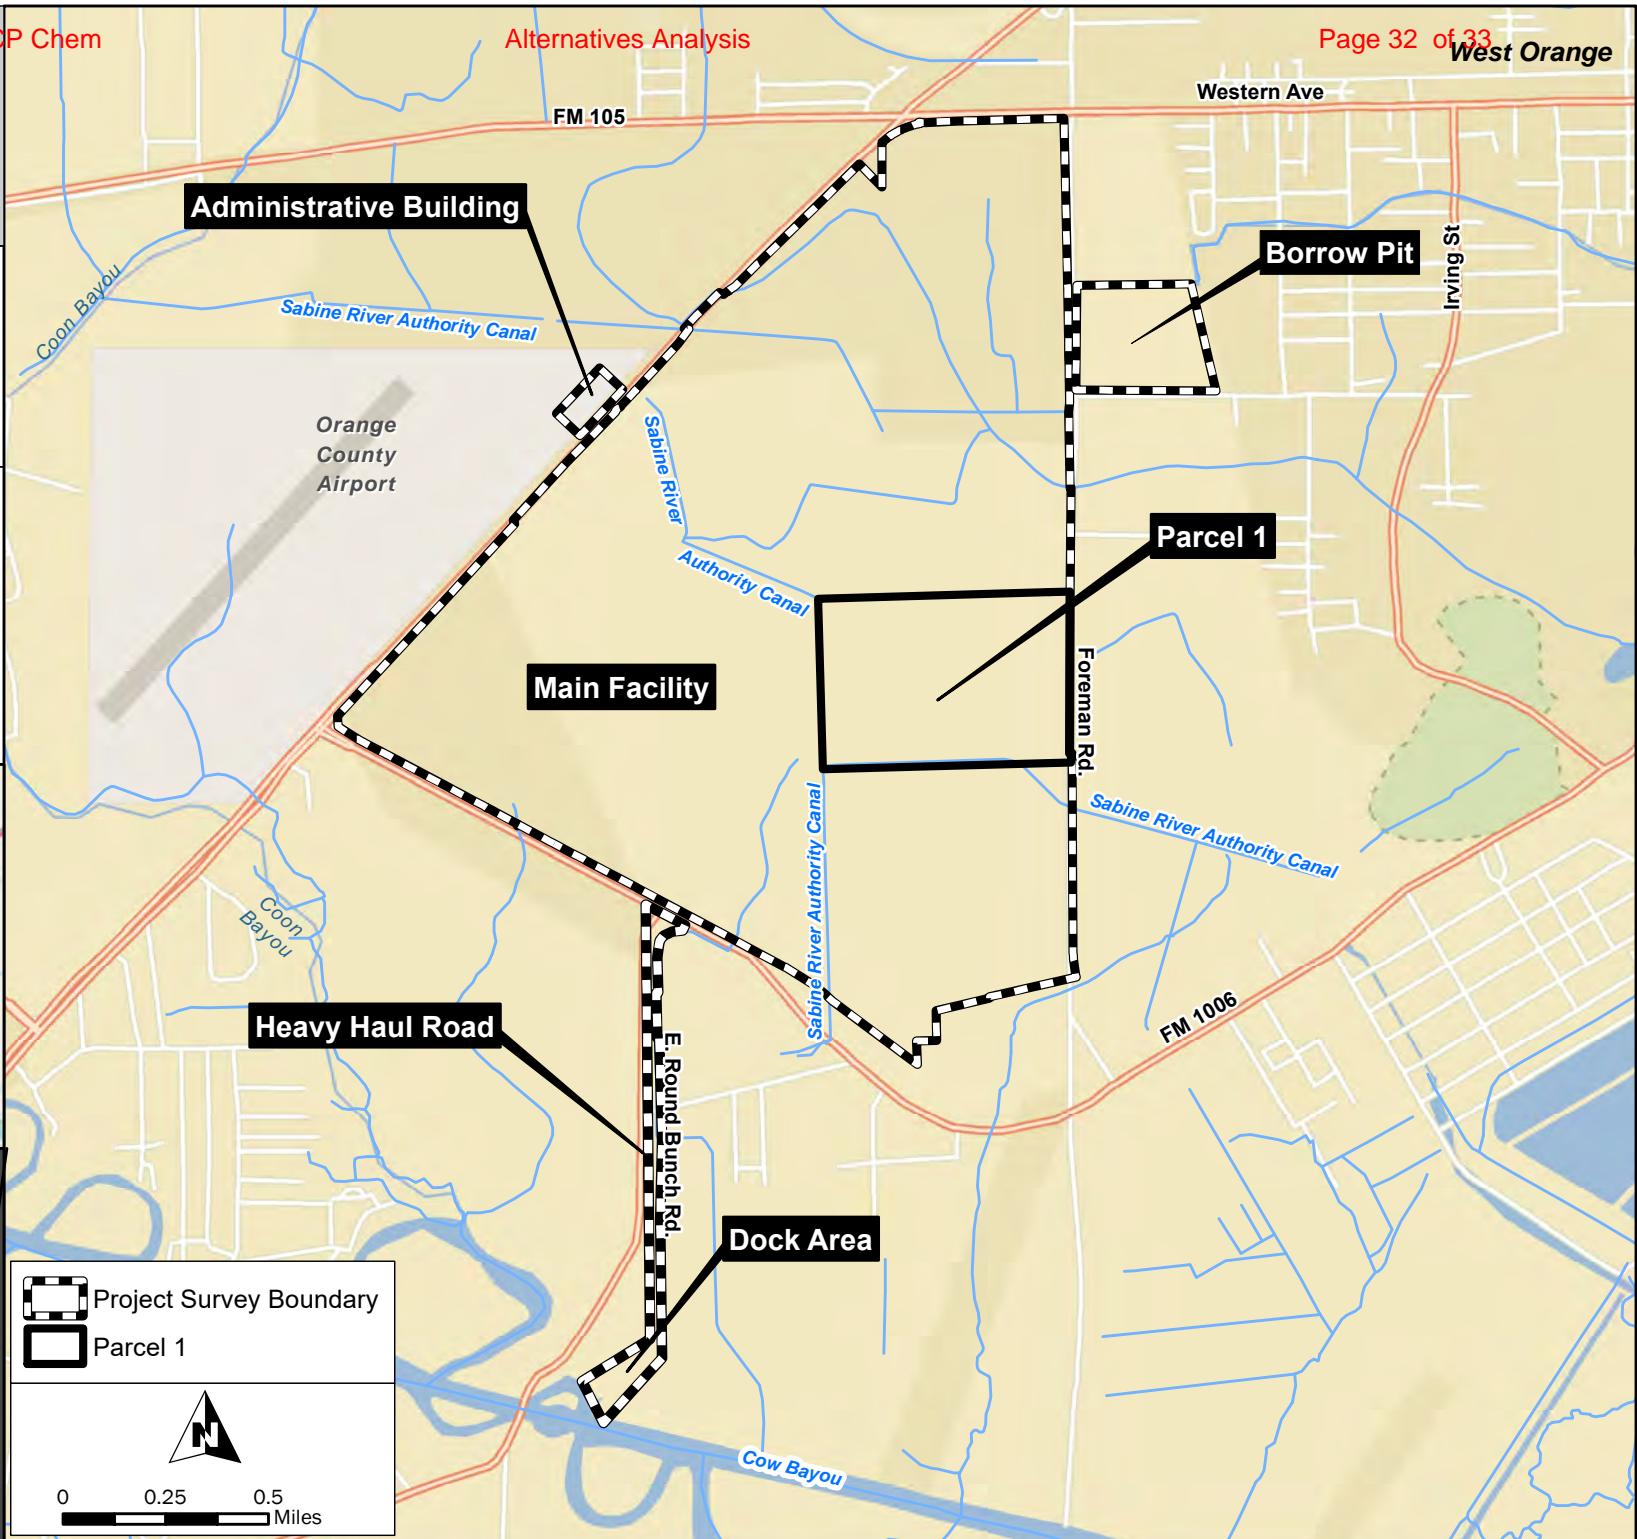 CP Chem
Alternatives Analysis
Page 32 of 33
West Orange
Western Ave
FM 105
Administrative Building
Borrow Pit
Irving St
Coon Bayou
Sabine River Authority Canal
Orange
County
Airport
Sabine River
Authority Canal
Parcel 1
Main Facility
Foreman Rd.
Sabine River Authority Canal
Sabine River Authority Canal
Coon
Bayou
FM 1006
Heavy Haul Road
E. Round Bunch Rd.
Dock Area
Project Survey Boundary
Parcel 1
N
0 0.25 0.5
Miles
Cow Bayou